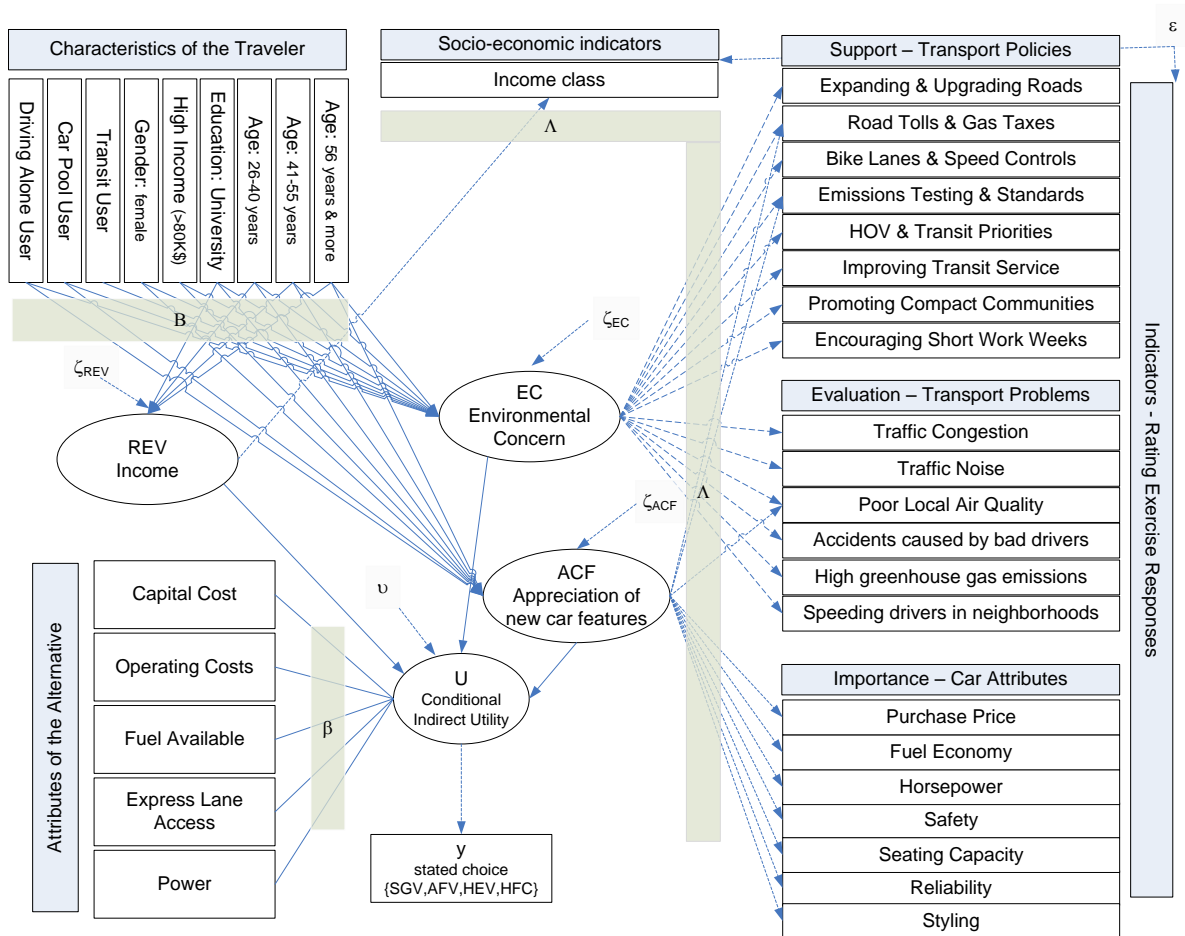 Characteristics of the Traveler
Driving Alone User
Car Pool User
Transit User
Gender: female
High Income (>80K$)
Education: University
Age: 26-40 years
Age: 41-55 years
Age: 56 years & more
B
Socio-economic indicators
Income class
Λ
ε
Support – Transport Policies
Expanding & Upgrading Roads
Road Tolls & Gas Taxes
Bike Lanes & Speed Controls
Emissions Testing & Standards
HOV & Transit Priorities
Improving Transit Service
Promoting Compact Communities
Encouraging Short Work Weeks
Evaluation – Transport Problems
Traffic Congestion
Traffic Noise
Poor Local Air Quality
Accidents caused by bad drivers
High greenhouse gas emissions
Speeding drivers in neighborhoods
Importance – Car Attributes
Purchase Price
Fuel Economy
Horsepower
Safety
Seating Capacity
Reliability
Styling
Indicators - Rating Exercise Responses
Λ
ζREV
REV
Income
ζEC
EC
Environmental
Concern
ζACF
ACF
Appreciation of
new car features
υ
U
Conditional
Indirect Utility
y
stated choice
{SGV,AFV,HEV,HFC}
Attributes of the Alternative
Capital Cost
Operating Costs
Fuel Available
Express Lane
Access
Power
β